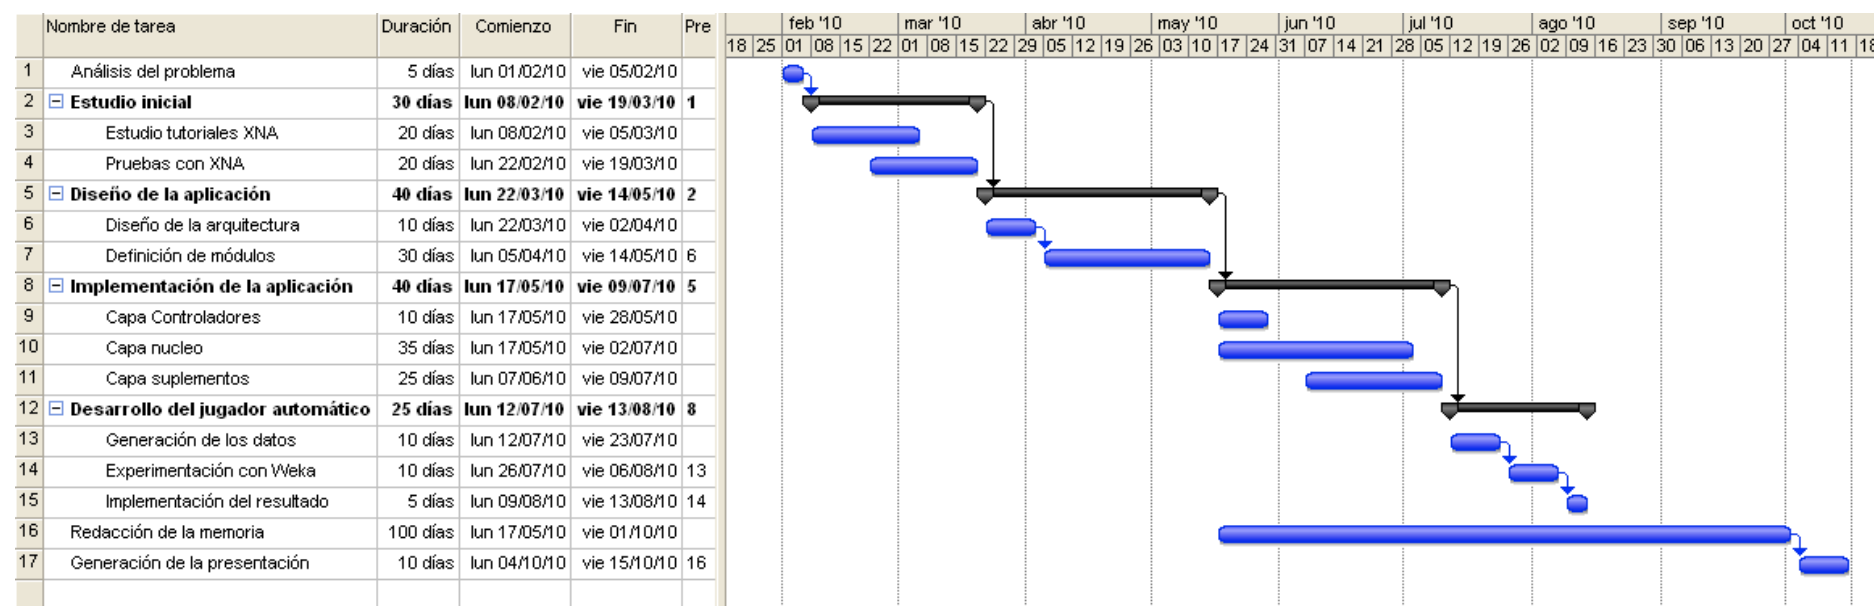 Nombre de tarea Duración Comienzo Fin Pre feb '10 mar '10 abr '10 may '10 jun '10 jul '10 ago '10 sep '10 oct '10
18 25 01 08 15 22 01 08 15 22 29 05 12 19 26 03 10 17 24 31 07 14 21 28 05 12 19 26 02 09 16 23 30 06 13 20 27 04 11 18
1 Análisis del problema 5 días lun 01/02/10 vie 05/02/10
2 Estudio inicial 30 días lun 08/02/10 vie 19/03/10 1
3 Estudio tutoriales XNA 20 días lun 08/02/10 vie 05/03/10
4 Pruebas con XNA 20 días lun 22/02/10 vie 19/03/10
5 Diseño de la aplicación 40 días lun 22/03/10 vie 14/05/10 2
6 Diseño de la arquitectura 10 días lun 22/03/10 vie 02/04/10
7 Definición de módulos 30 días lun 05/04/10 vie 14/05/10 6
8 Implementación de la aplicación 40 días lun 17/05/10 vie 09/07/10 5
9 Capa Controladores 10 días lun 17/05/10 vie 28/05/10
10 Capa nucleo 35 días lun 17/05/10 vie 02/07/10
11 Capa suplementos 25 días lun 07/06/10 vie 09/07/10
12 Desarrollo del jugador automático 25 días lun 12/07/10 vie 13/08/10 8
13 Generación de los datos 10 días lun 12/07/10 vie 23/07/10
14 Experimentación con Weka 10 días lun 26/07/10 vie 06/08/10 13
15 Implementación del resultado 5 días lun 09/08/10 vie 13/08/10 14
16 Redacción de la memoria 100 días lun 17/05/10 vie 01/10/10
17 Generación de la presentación 10 días lun 04/10/10 vie 15/10/10 16